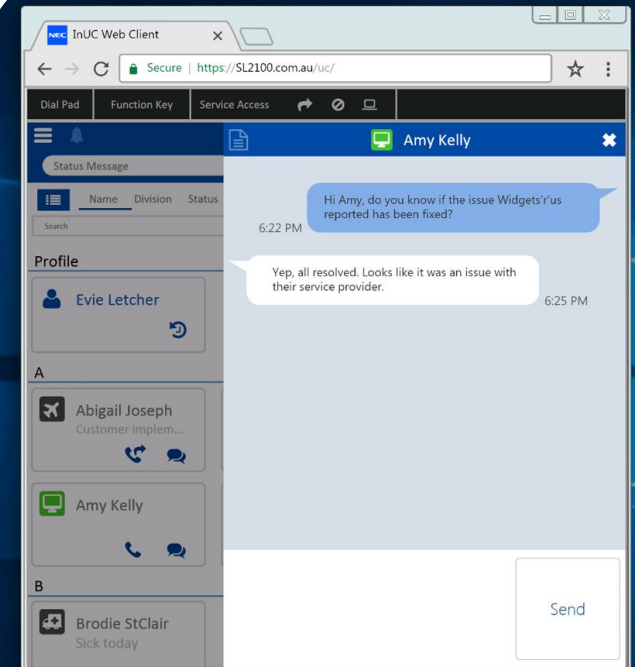 NEC InUC Web Client
Secure | https://SL2100.com.au/uc/
Dial Pad Function Key Service Access
Amy Kelly
Status Message
Name Division Status
Search
Hi Amy, do you know if the issue Widgets'r'us
reported has been fixed?
6:22 PM
Yep, all resolved. Looks like it was an issue with
their service provider.
6:25 PM
Profile
Evie Letcher
A
Abigail Joseph
Customer implem...
Amy Kelly
B
Brodie StClair
Sick today
Send